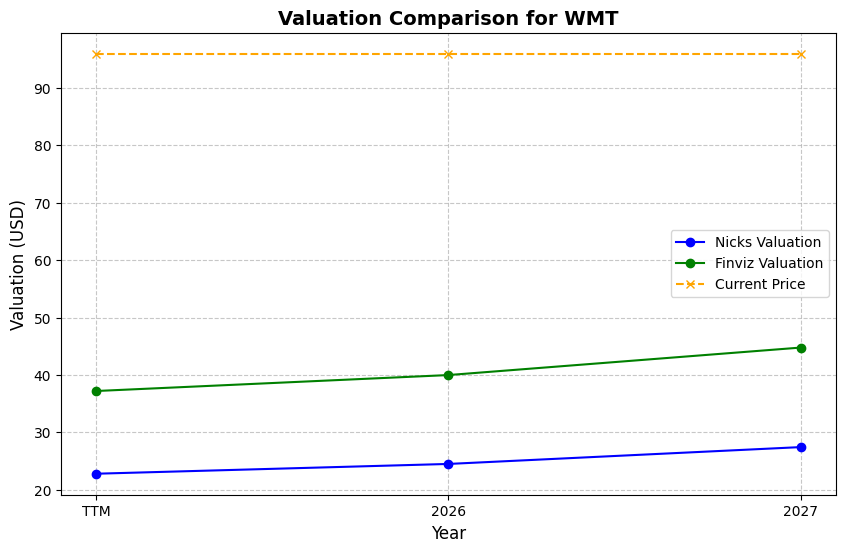 Valuation Comparison for WMT
Valuation (USD)
90
80
70
60
50
40
30
20
Nicks Valuation
Finviz Valuation
Current Price
TTM
2026
2027
Year